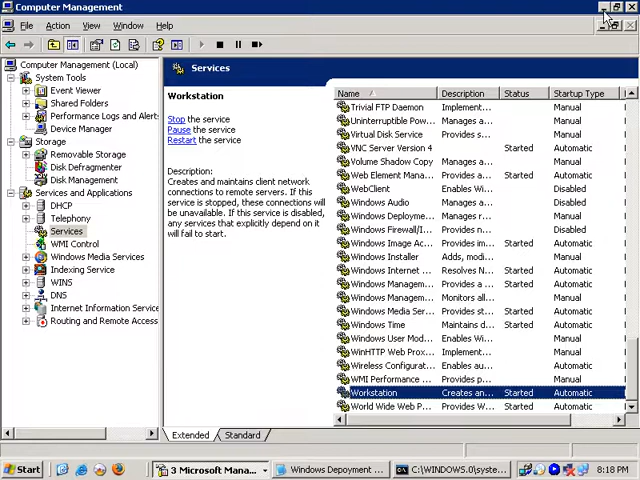 Computer Management
File Action View Window Help
Computer Management (Local)
System Tools
Event Viewer
Shared Folders
Performance Logs and Alert
Device Manager
Storage
Removable Storage
Disk Defragmenter
Disk Management
Services and Applications
DHCP
Telephony
Services
WMI Control
Windows Media Services
Indexing Service
WINS
DNS
Internet Information Service
Routing and Remote Access
Services
Workstation
Stop the service
Pause the service
Restart the service
Description:
Creates and maintains client network
connections to remote servers. If this
service is stopped, these connections
will be unavailable. If this service is disabled,
any services that explicitly depend on it
will fail to start.
Name Description Status Startup Type
Trivial FTP Daemon Implement... Manual
Uninterruptible Pow... Manages a... Manual
Virtual Disk Service Provides s... Manual
VNC Server Version 4 Started Automatic
Volume Shadow Copy Manages a... Manual
Web Element Mana... Provides a... Started Automatic
WebClient Enables Wi... Disabled
Windows Audio Manages a... Disabled
Windows Deployme... Manages r... Manual
Windows Firewall/I... Provides n... Disabled
Windows Image Ac... Provides im... Started Automatic
Windows Installer Adds, modi... Manual
Windows Internet ... Resolves N... Started Automatic
Windows Managem... Provides a... Started Automatic
Windows Managem... Monitors all... Manual
Windows Media Ser... Provides m... Started Automatic
Windows Time Maintains d... Started Automatic
Windows User Mod... Enables Wi... Manual
WinHTTP Web Prox... Implement... Manual
Wireless Configurat... Enables au... Automatic
WMI Performance ... Provides p... Manual
Workstation Creates an... Started Automatic
World Wide Web P... Provides W... Started Automatic
Extended Standard
Start 3 Microsoft Mana... Windows Depoyment ... C:\WINDOWS.0\syste... 8:18 PM